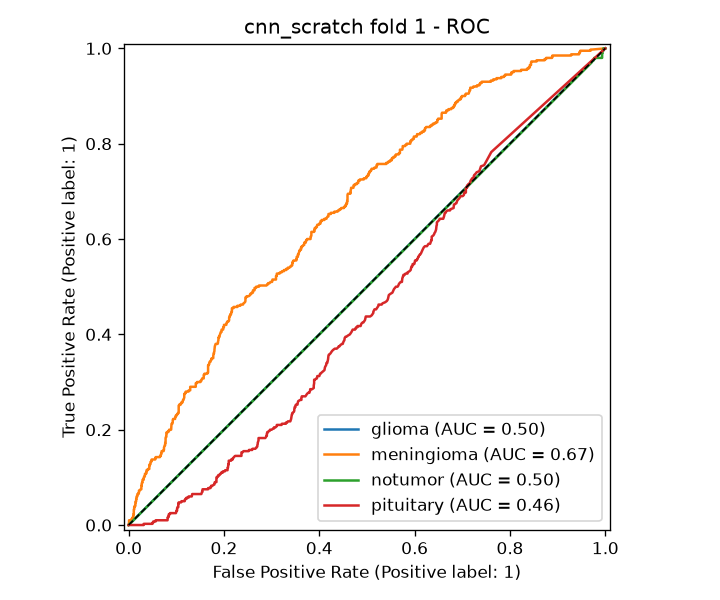 cnn_scratch fold 1 - ROC
True Positive Rate (Positive label: 1)
1.0
0.8
0.6
0.4
0.2
0.0
glioma (AUC = 0.50)
meningioma (AUC = 0.67)
notumor (AUC = 0.50)
pituitary (AUC = 0.46)
0.0 0.2 0.4 0.6 0.8 1.0
False Positive Rate (Positive label: 1)